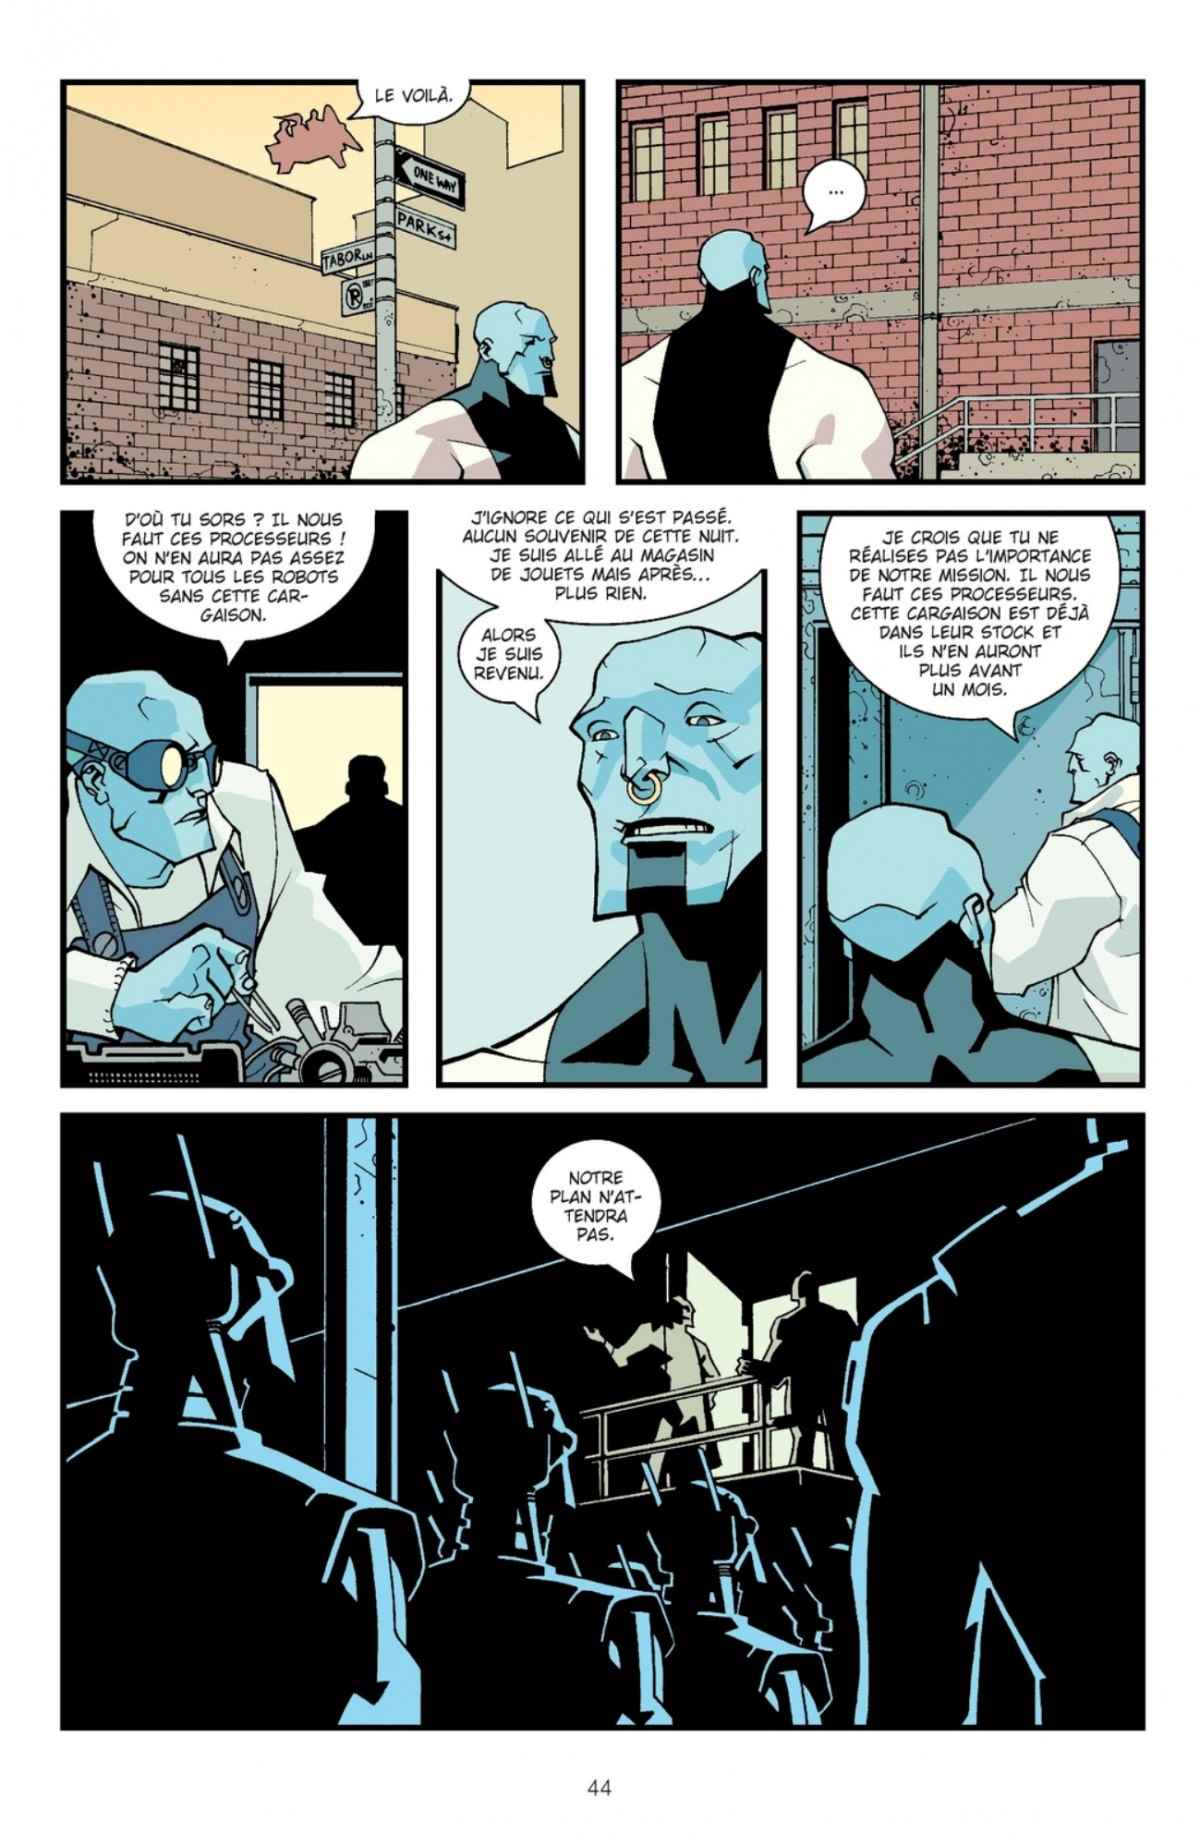 LE VOILÀ.
ONE WAY
PARK St
TABOR LN
R
...
D'OÙ TU SORS ? IL NOUS
FAUT CES PROCESSEURS !
ON N'EN AURA PAS ASSEZ
POUR TOUS LES ROBOTS
SANS CETTE CAR-
GAISON.
J'IGNORE CE QUI S'EST PASSÉ.
AUCUN SOUVENIR DE CETTE NUIT.
JE SUIS ALLÉ AU MAGASIN
DE JOUETS MAIS APRÈS...
PLUS RIEN.
ALORS
JE SUIS
REVENU.
JE CROIS QUE TU NE
RÉALISES PAS L'IMPORTANCE
DE NOTRE MISSION. IL NOUS
FAUT CES PROCESSEURS.
CETTE CARGAISON EST DÉJÀ
DANS LEUR STOCK ET
ILS N'EN AURONT
PLUS AVANT
UN MOIS.
NOTRE
PLAN N'AT-
TENDRA
PAS.
44